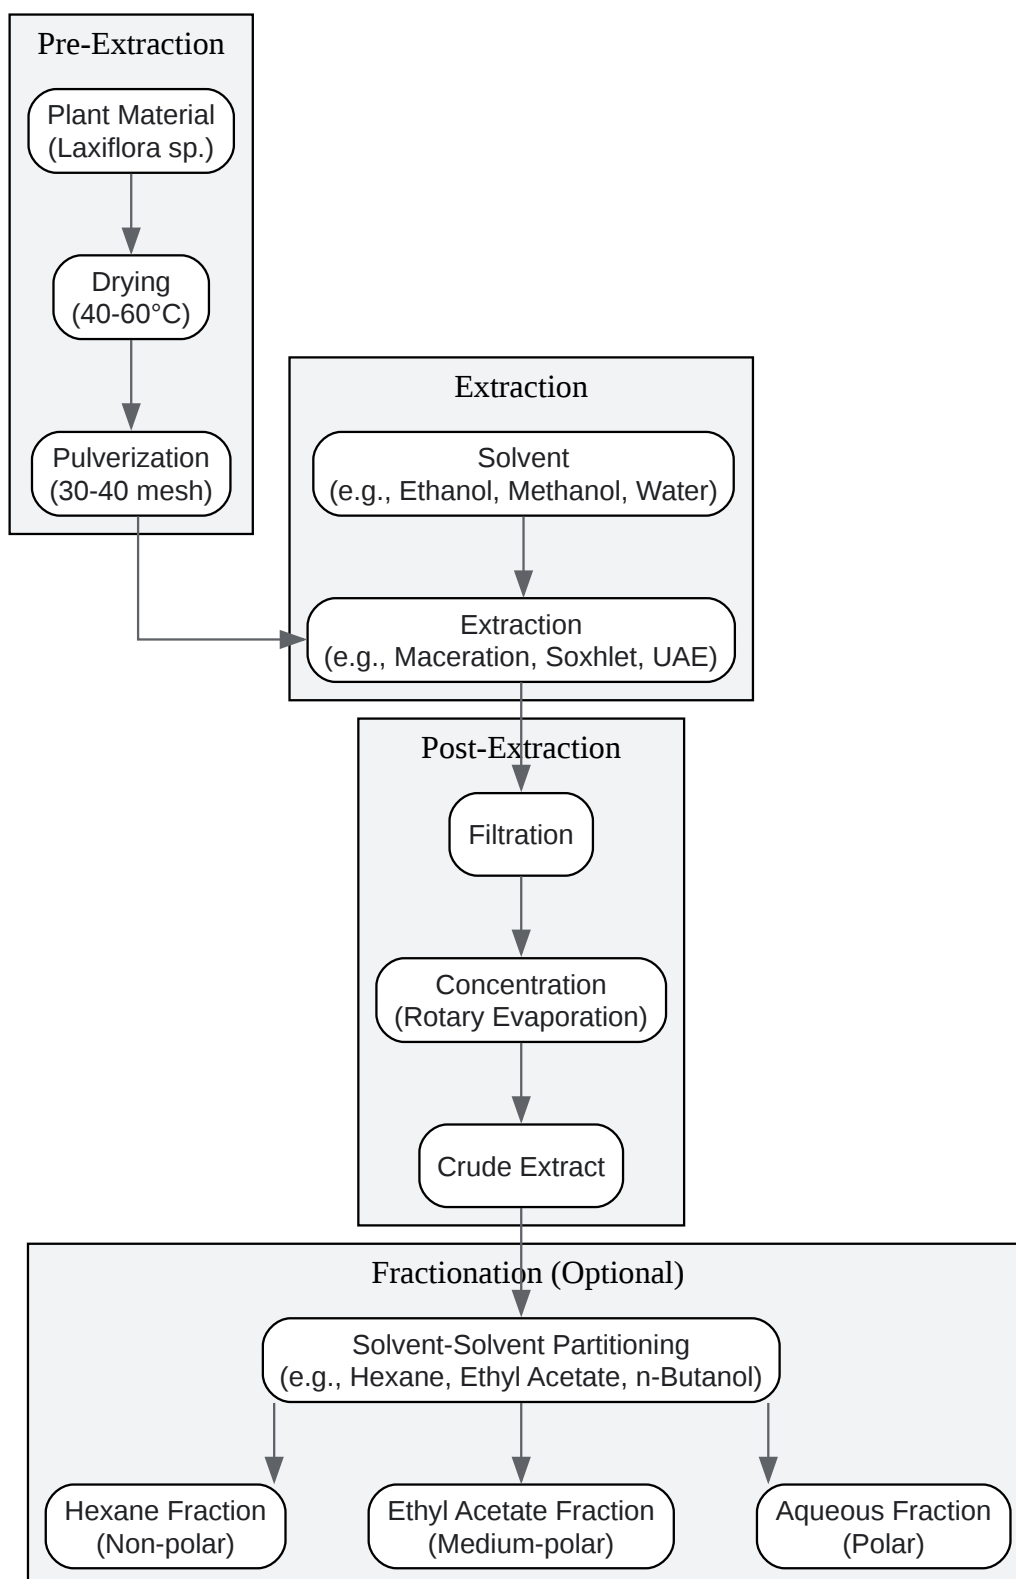 Pre-Extraction
Plant Material
(Laxiflora sp.)
Drying
(40-60°C)
Pulverization
(30-40 mesh)
Extraction
Solvent
(e.g., Ethanol, Methanol, Water)
Extraction
(e.g., Maceration, Soxhlet, UAE)
Post-Extraction
Filtration
Concentration
(Rotary Evaporation)
Crude Extract
Fractionation (Optional)
Solvent-Solvent Partitioning
(e.g., Hexane, Ethyl Acetate, n-Butanol)
Hexane Fraction
(Non-polar)
Ethyl Acetate Fraction
(Medium-polar)
Aqueous Fraction
(Polar)